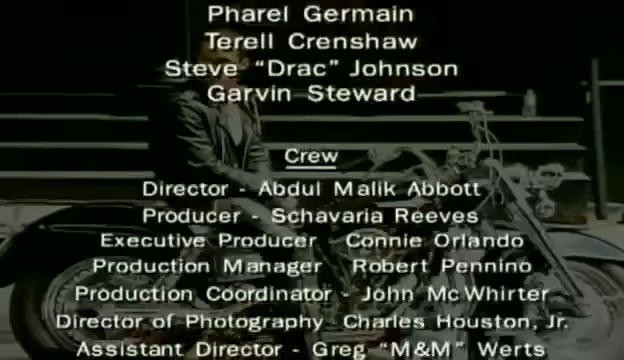 Pharel Germain
Terell Crenshaw
Steve “Drac” Johnson
Garvin Steward
Crew
Director - Abdul Malik Abbott
Producer - Schavaria Reeves
Executive Producer Connie Orlando
Production Manager Robert Pennino
Production Coordinator - John McWhirter
Director of Photography Charles Houston, Jr.
Assistant Director - Greg “M&M” Werts